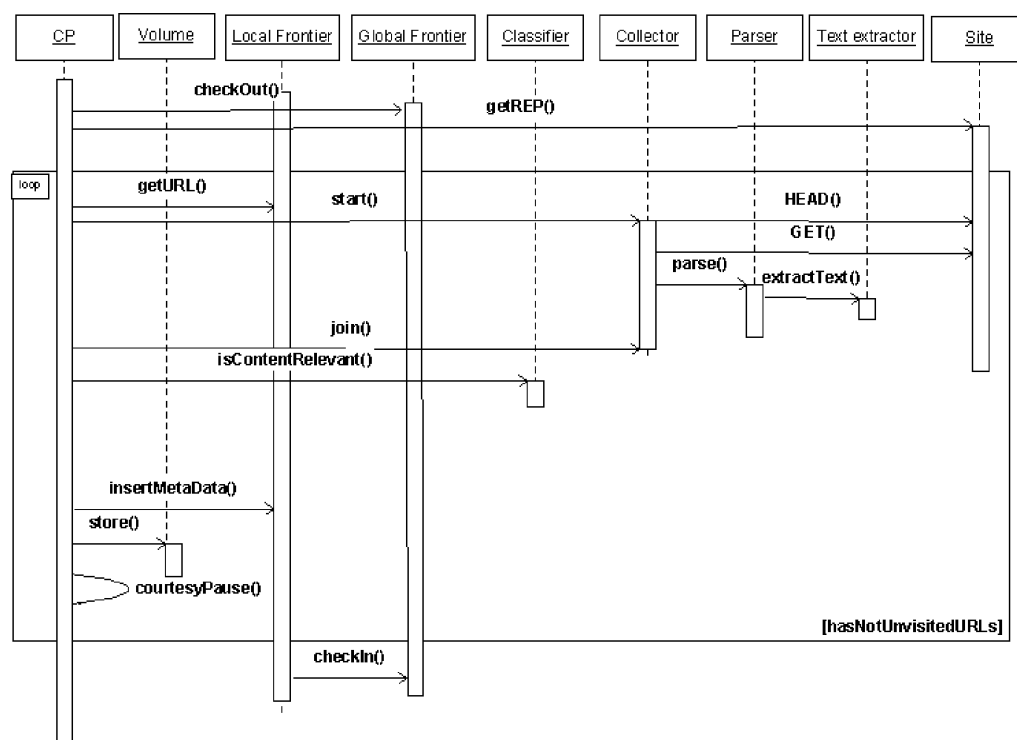 CP
Volume
Local Frontier
Global Frontier
Classifier
Collector
Parser
Text extractor
Site
checkOut()
getREP()
loop
getURL()
start()
HEAD()
GET()
parse()
extractText()
join()
isContentRelevant()
insertMetaData()
store()
courtesyPause()
[hasNotUnvisitedURLs]
checkIn()